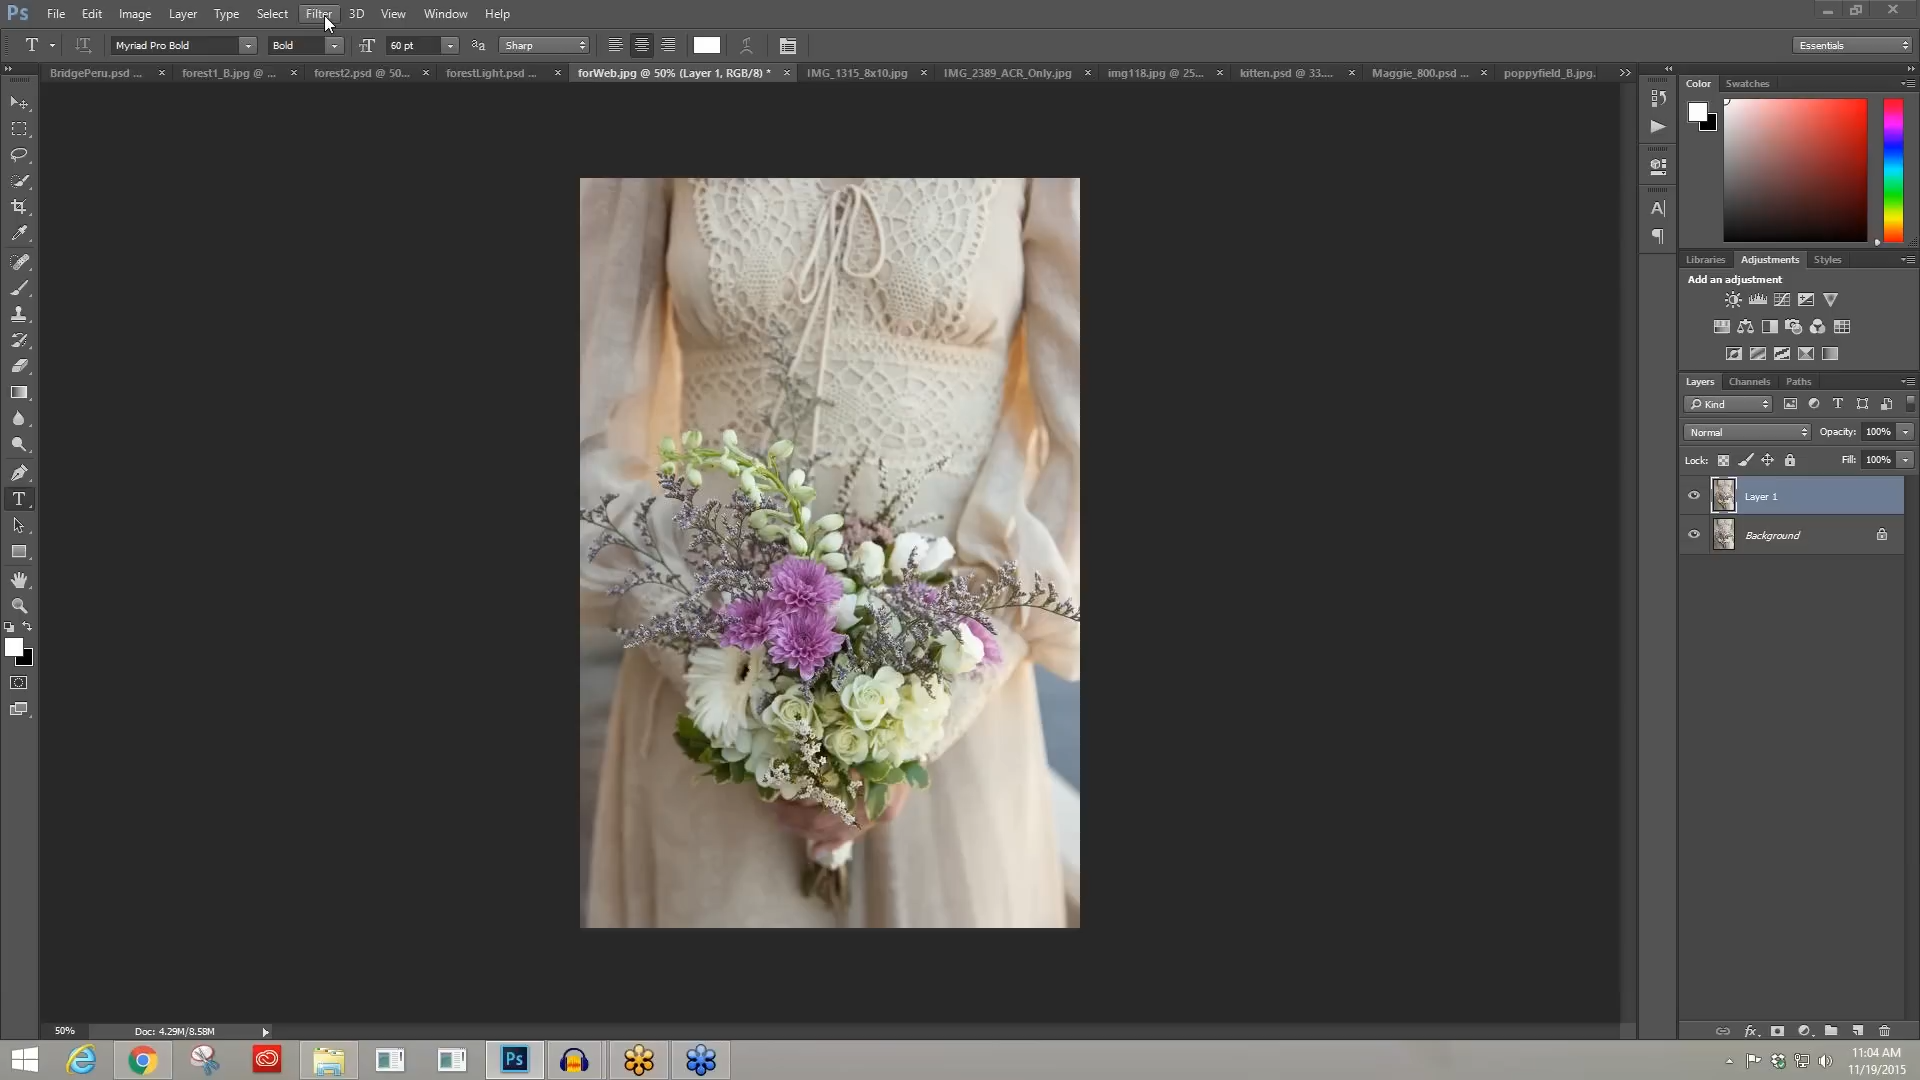 Ps File Edit Image Layer Type Select Filter 3D View Window Help
T Myriad Pro Bold Bold 60 pt Sharp Essentials
BridgePeru.psd ... × forest1_B.jpg @ ... × forest2.psd @ 50... × forestLight.psd ... × forWeb.jpg @ 50% (Layer 1, RGB/8) * × IMG_1315_8x10.jpg × IMG_2389_ACR_Only.jpg × img118.jpg @ 25... × kitten.psd @ 33.... × Maggie_800.psd ... × poppyfield_B.jpg.
Color Swatches
Libraries Adjustments Styles
Add an adjustment
Layers Channels Paths
Kind
Normal Opacity: 100%
Lock: Fill: 100%
Layer 1
Background
50% Doc: 4.29M/8.58M
Ps
11:04 AM
11/19/2015